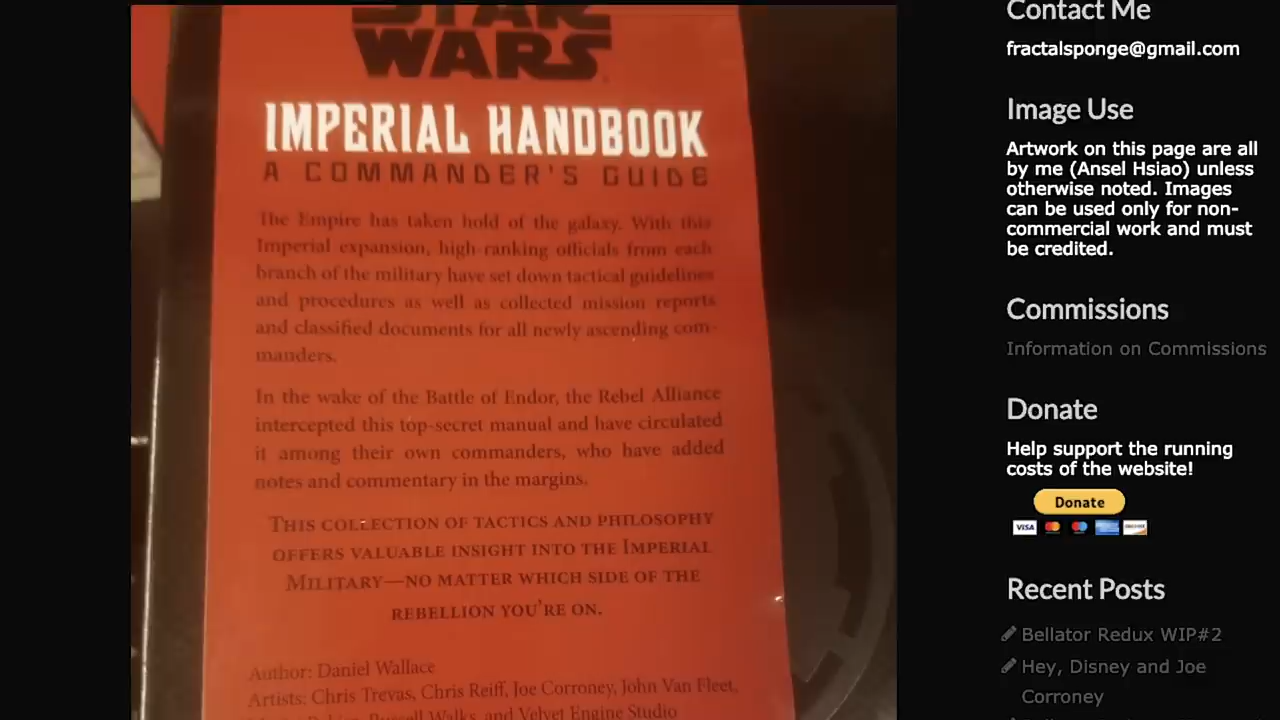 STAR
WARS
IMPERIAL HANDBOOK
A COMMANDER'S GUIDE
The Empire has taken hold of the galaxy. With this
Imperial expansion, high-ranking officials from each
branch of the military have set down tactical guidelines
and procedures as well as collected mission reports
and classified documents for all newly ascending com-
manders.
In the wake of the Battle of Endor, the Rebel Alliance
intercepted this top-secret manual and have circulated
it among their own commanders, who have added
notes and commentary in the margins.
THIS COLLECTION OF TACTICS AND PHILOSOPHY
OFFERS VALUABLE INSIGHT INTO THE IMPERIAL
MILITARY—NO MATTER WHICH SIDE OF THE
REBELLION YOU'RE ON.
Author: Daniel Wallace
Artists: Chris Trevas, Chris Reiff, Joe Corroney, John Van Fleet,
Russell Walks, and Velvet Engine Studio
Contact Me
fractalsponge@gmail.com
Image Use
Artwork on this page are all
by me (Ansel Hsiao) unless
otherwise noted. Images
can be used only for non-
commercial work and must
be credited.
Commissions
Information on Commissions
Donate
Help support the running
costs of the website!
Donate
VISA
Recent Posts
Bellator Redux WIP#2
Hey, Disney and Joe
Corroney